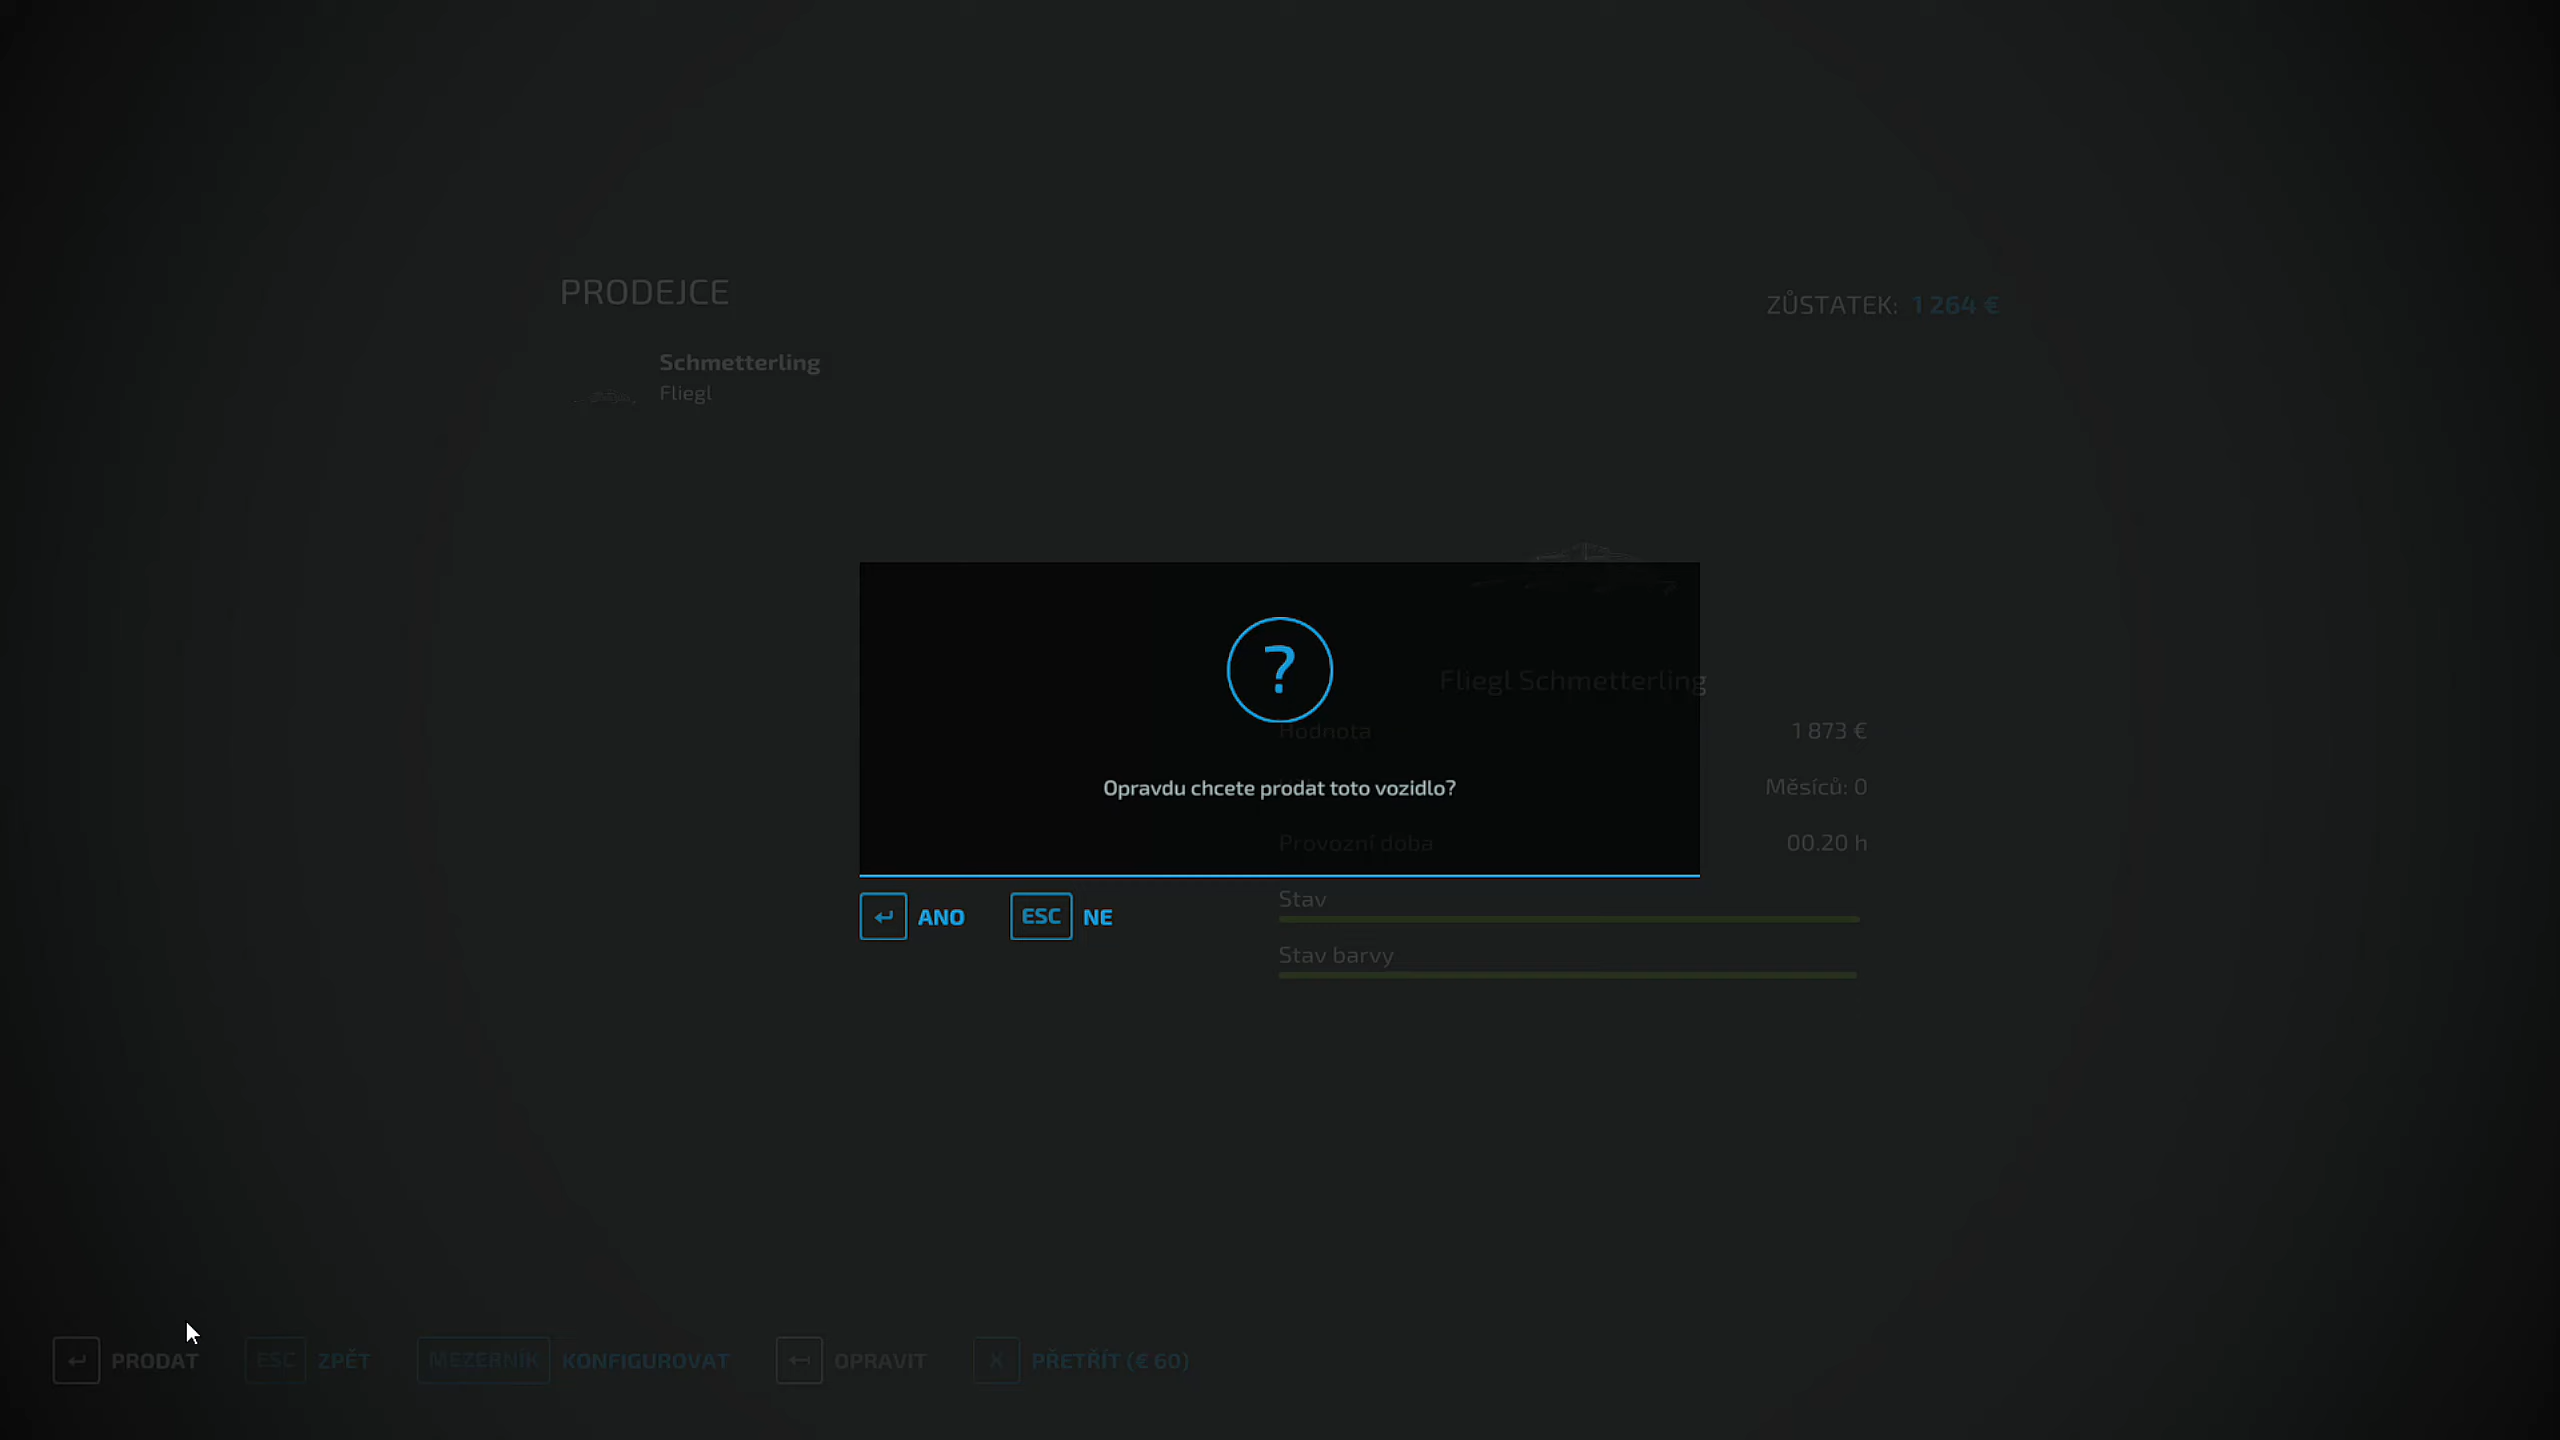 PRODEJCE
ZŮSTATEK: 1 264 €
Schmetterling
Fliegl
?
Fliegl Schmetterling
Hodnota 1 873 €
Opravdu chcete prodat toto vozidlo?
Měsíců: 0
Provozní doba 00.20 h
Stav
ANO ESC NE
Stav barvy
PRODAT ESC ZPĚT MEZERNÍK KONFIGUROVAT OPRAVIT X PŘETŘÍT (€ 60)